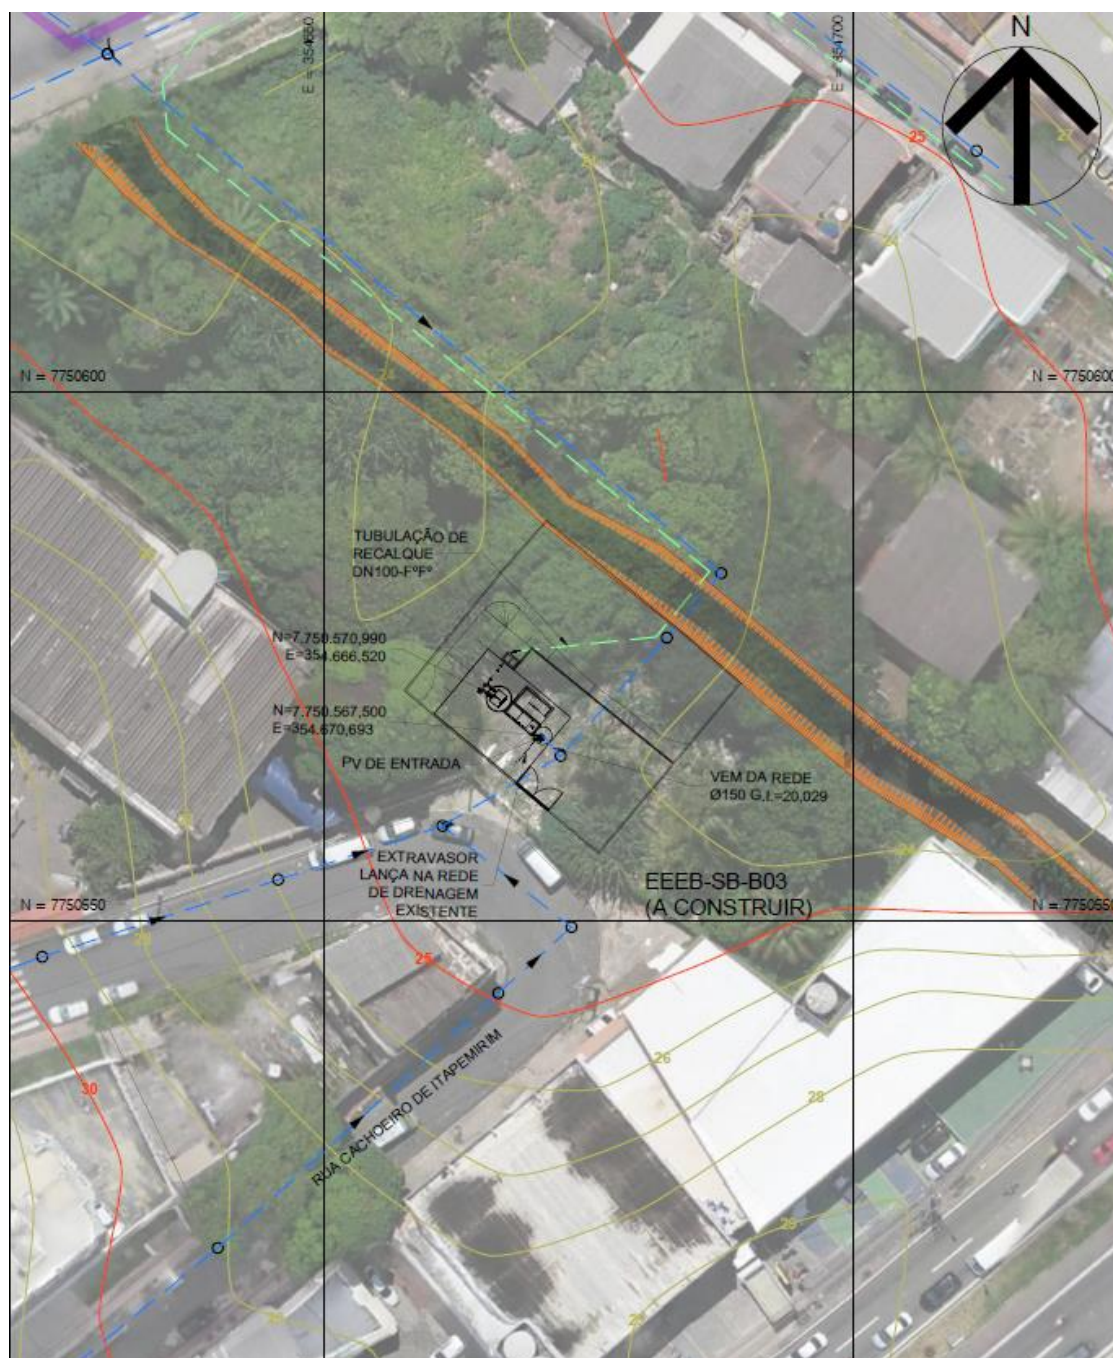 N
E = 354650
E = 354700
25
27
RU
N = 7750600
N = 7750600
TUBULAÇÃO DE
RECALQUE
DN100-FºFº
N=7.750.570,990
E=354.666,520
N=7.750.567,500
E=354.670,693
PV DE ENTRADA
VEM DA REDE
Ø150 G.I.=20,029
EXTRAVASOR
LANÇA NA REDE
DE DRENAGEM
EXISTENTE
EEEB-SB-B03
(A CONSTRUIR)
N = 7750550
N = 7750550
25
26
28
30
RUA CACHOEIRO DE ITAPEMIRIM